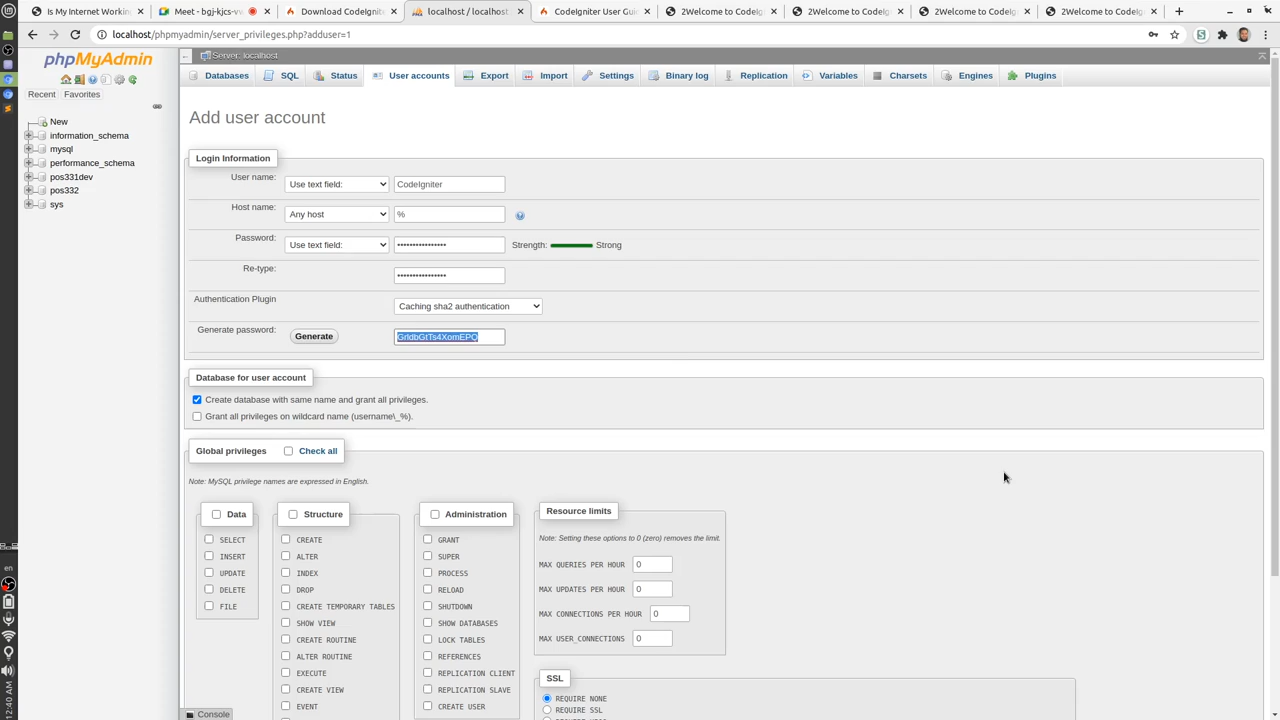 Is My Internet Working
Meet - bgj-kjcs-vv
Download CodeIgnite
localhost / localhost
CodeIgniter User Gui
2Welcome to CodeIg
2Welcome to CodeIg
2Welcome to CodeIg
2Welcome to CodeIg
localhost/phpmyadmin/server_privileges.php?adduser=1
phpMyAdmin
Recent Favorites
New
information_schema
mysql
performance_schema
pos331dev
pos332
sys
Server: localhost
Databases SQL Status User accounts Export Import Settings Binary log Replication Variables Charsets Engines Plugins
Add user account
Login Information
User name: Use text field: CodeIgniter
Host name: Any host %
Password: Use text field: •••••••••••••••• Strength: Strong
Re-type: ••••••••••••••••
Authentication Plugin Caching sha2 authentication
Generate password: Generate GrldbGtTs4XomEPQ
Database for user account
Create database with same name and grant all privileges.
Grant all privileges on wildcard name (username\_%).
Global privileges Check all
Note: MySQL privilege names are expressed in English.
Data
SELECT
INSERT
UPDATE
DELETE
FILE
Structure
CREATE
ALTER
INDEX
DROP
CREATE TEMPORARY TABLES
SHOW VIEW
CREATE ROUTINE
ALTER ROUTINE
EXECUTE
CREATE VIEW
EVENT
Administration
GRANT
SUPER
PROCESS
RELOAD
SHUTDOWN
SHOW DATABASES
LOCK TABLES
REFERENCES
REPLICATION CLIENT
REPLICATION SLAVE
CREATE USER
Resource limits
Note: Setting these options to 0 (zero) removes the limit.
MAX QUERIES PER HOUR 0
MAX UPDATES PER HOUR 0
MAX CONNECTIONS PER HOUR 0
MAX USER_CONNECTIONS 0
SSL
REQUIRE NONE
REQUIRE SSL
Console
en
12:40 AM